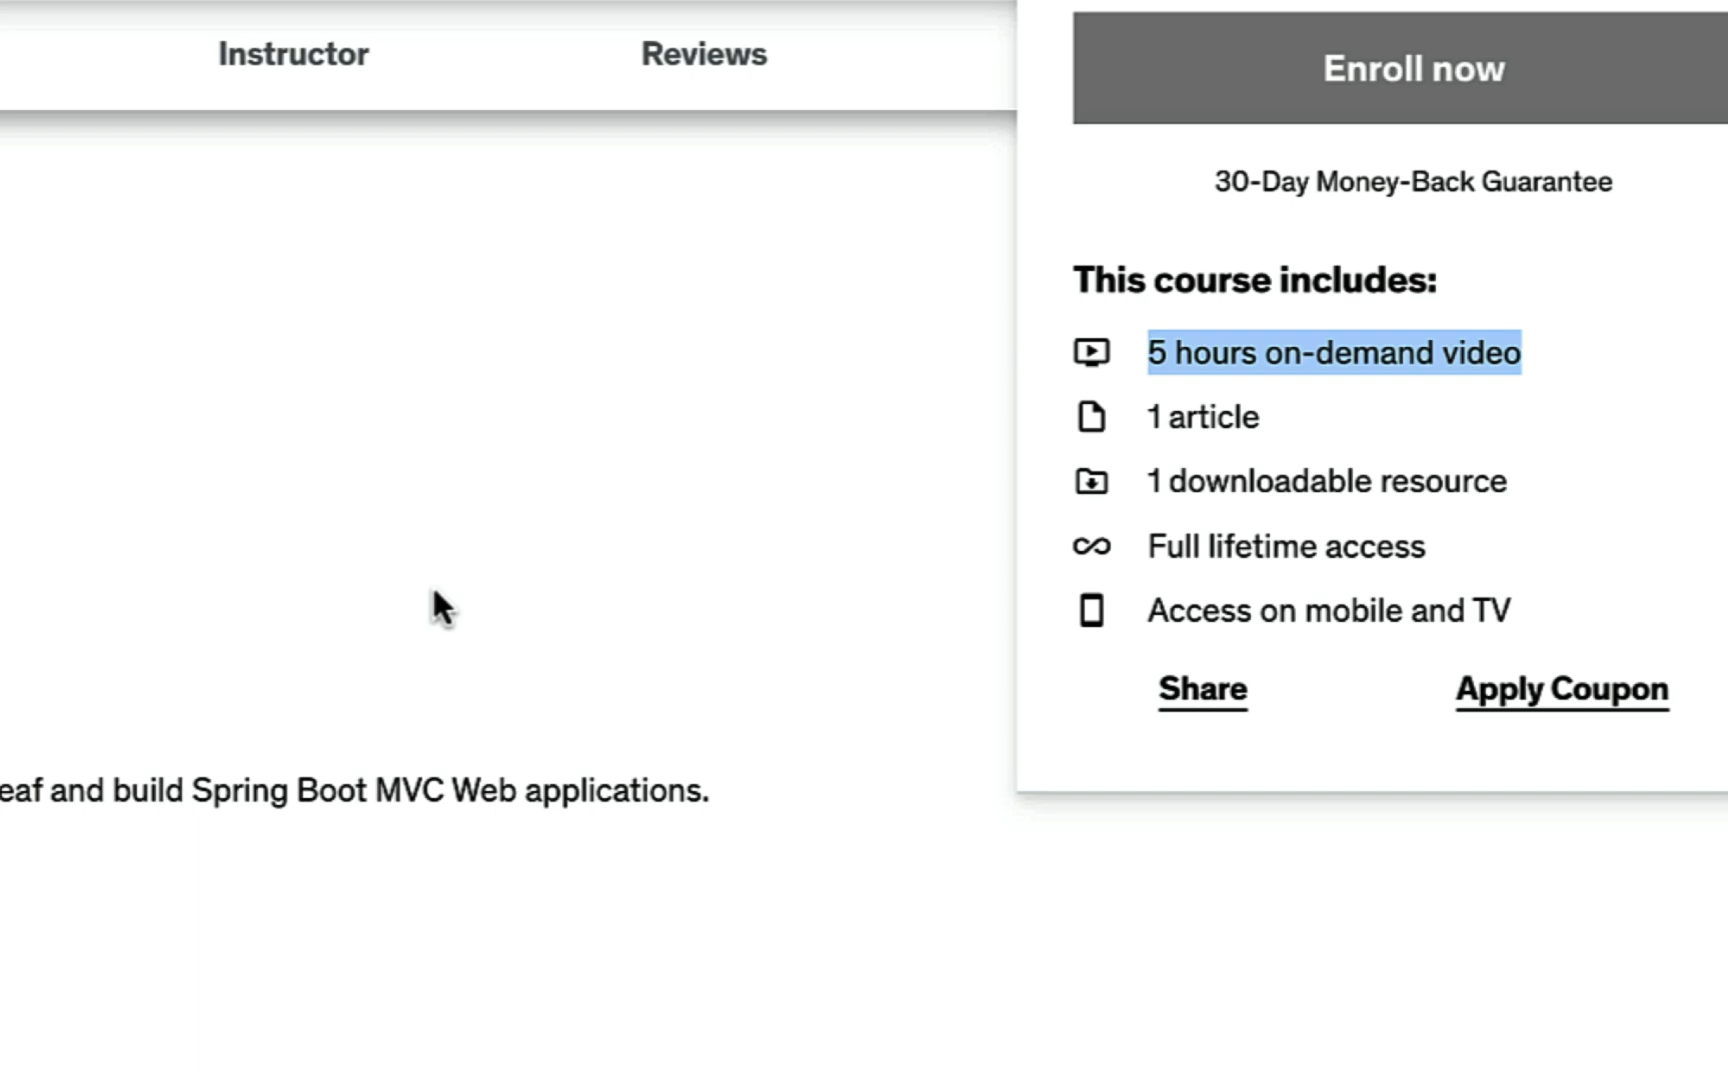 Instructor
Reviews
Enroll now
30-Day Money-Back Guarantee
This course includes:
5 hours on-demand video
1 article
1 downloadable resource
Full lifetime access
Access on mobile and TV
Share
Apply Coupon
and build Spring Boot MVC Web applications.